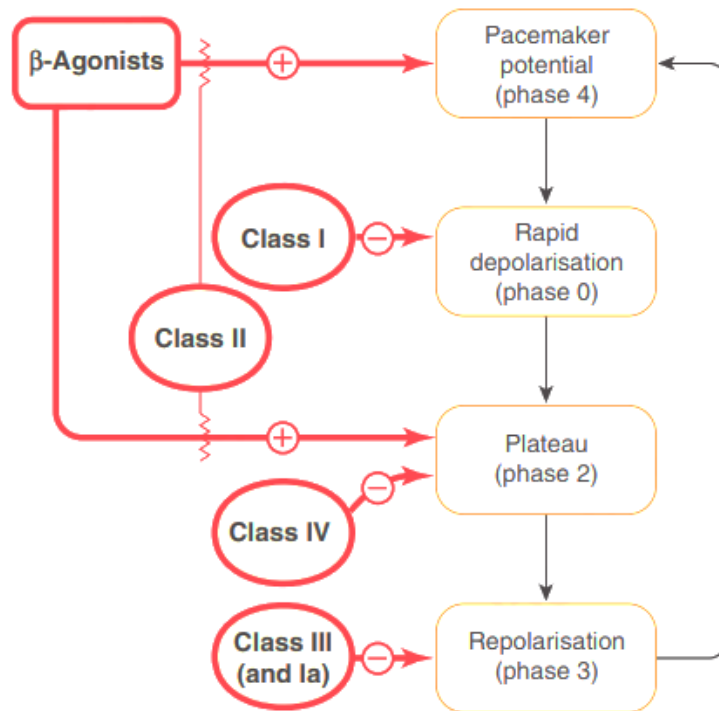 β-Agonists
+
Pacemaker
potential
(phase 4)
Class I
−
Rapid
depolarisation
(phase 0)
Class II
+
Plateau
(phase 2)
−
Class IV
Class III
(and Ia)
−
Repolarisation
(phase 3)